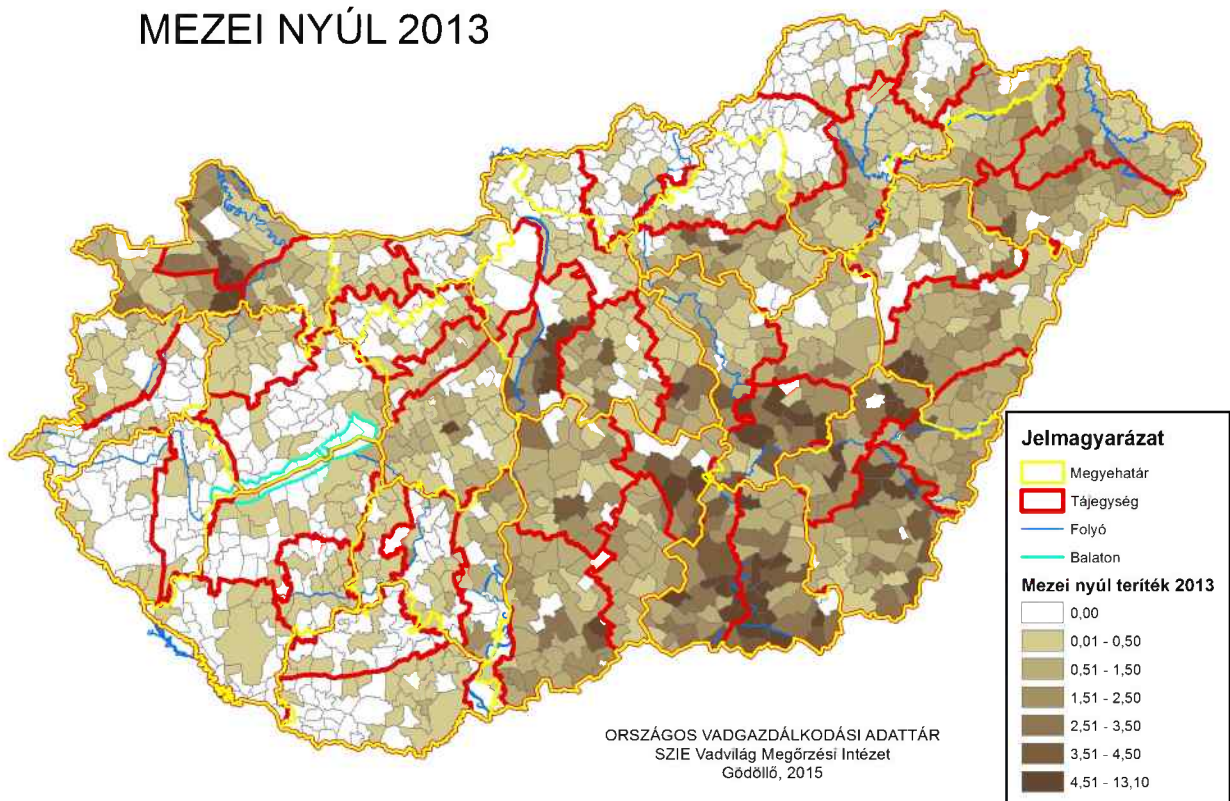 MEZEI NYÚL 2013
Jelmagyarázat
Megyehatár
Tájegység
Folyó
Balaton
Mezei nyúl teríték 2013
0,00
0,01 - 0,50
0,51 - 1,50
1,51 - 2,50
2,51 - 3,50
3,51 - 4,50
4,51 - 13,10
ORSZÁGOS VADGAZDÁLKODÁSI ADATTÁR
SZIE Vadvilág Megőrzési Intézet
Gödöllő, 2015